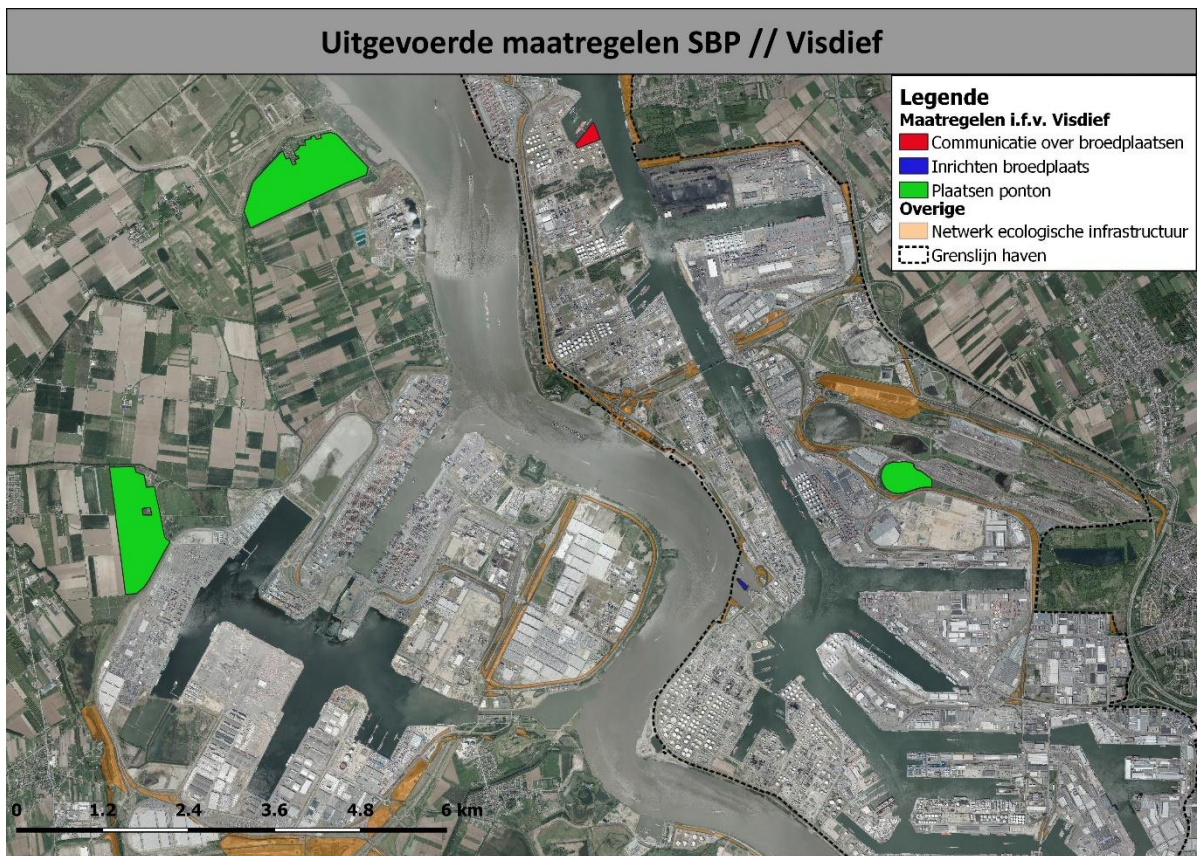 Uitgevoerde maatregelen SBP // Visdief
Legende
Maatregelen i.f.v. Visdief
Communicatie over broedplaatsen
Inrichten broedplaats
Plaatsen ponton
Overige
Netwerk ecologische infrastructuur
Grenslijn haven
0 1.2 2.4 3.6 4.8 6 km